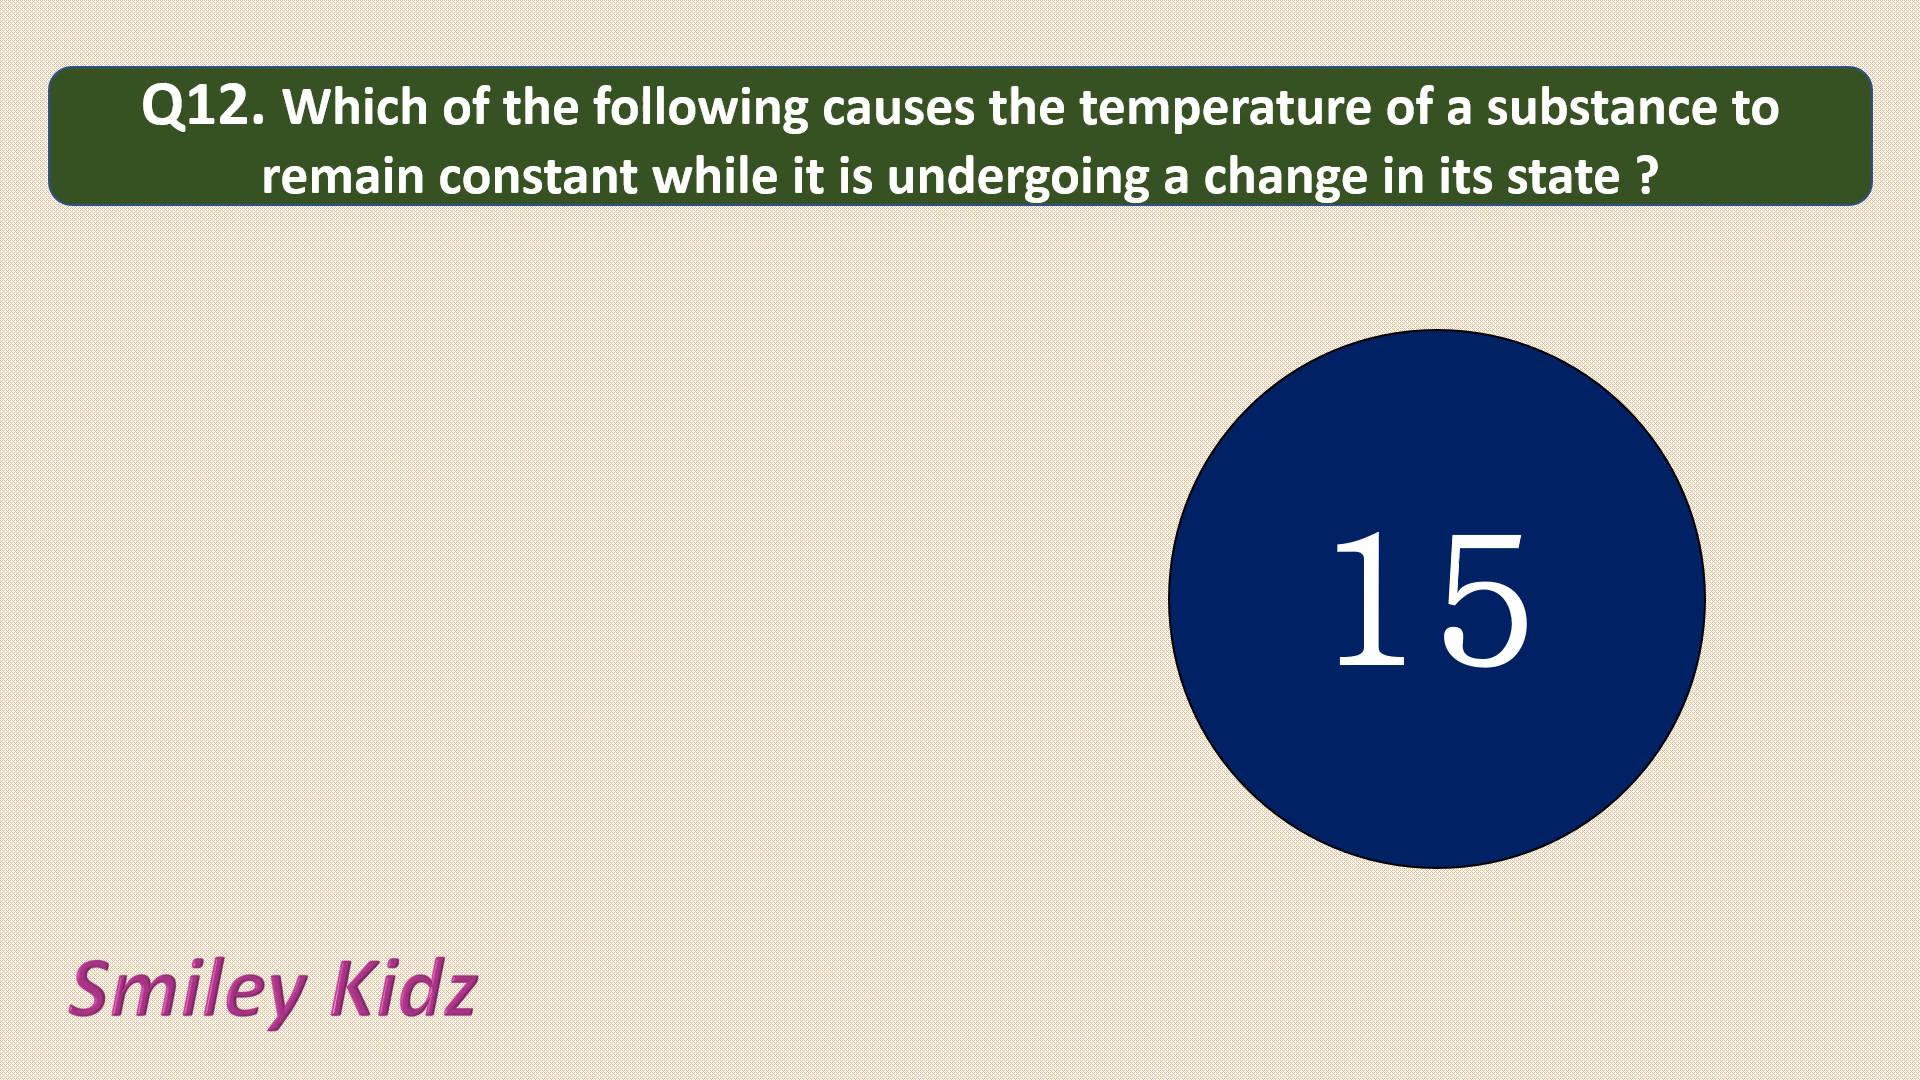 Q12. Which of the following causes the temperature of a substance to
remain constant while it is undergoing a change in its state ?
15
Smiley Kidz